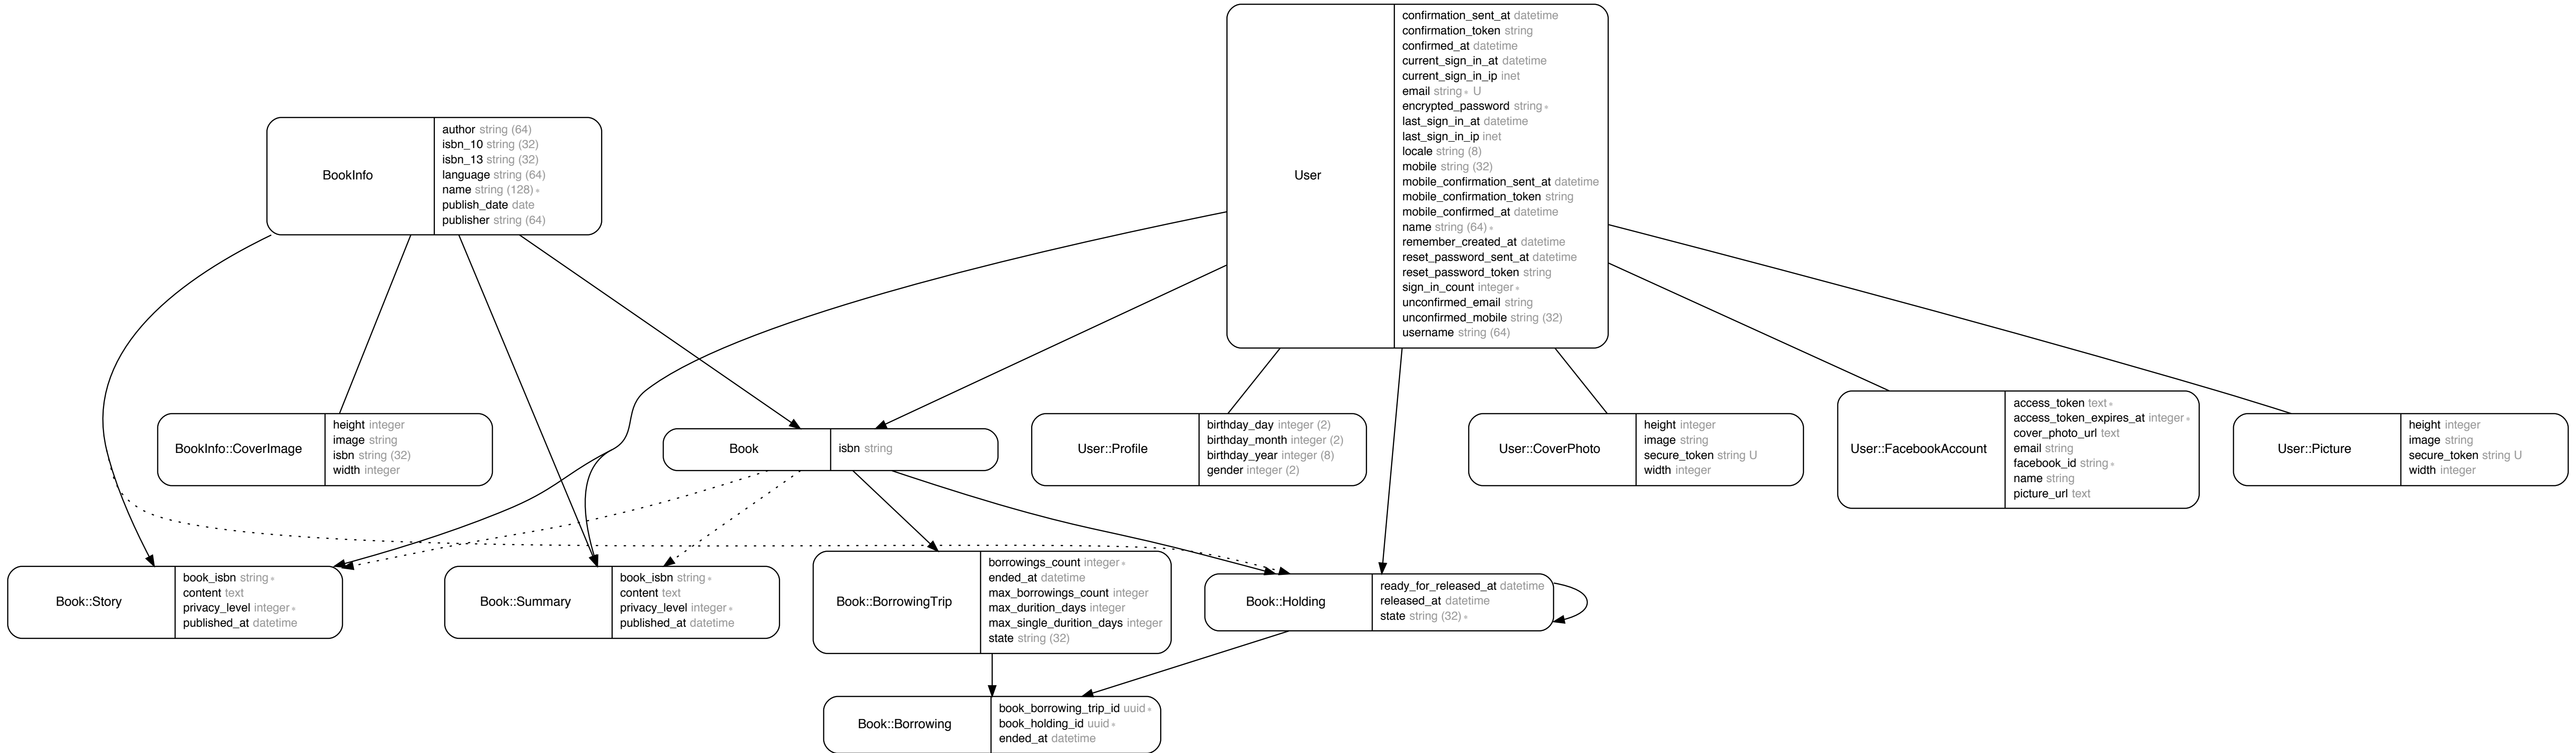 User
confirmation_sent_at datetime
confirmation_token string
confirmed_at datetime
current_sign_in_at datetime
current_sign_in_ip inet
email string * U
encrypted_password string *
last_sign_in_at datetime
last_sign_in_ip inet
locale string (8)
mobile string (32)
mobile_confirmation_sent_at datetime
mobile_confirmation_token string
mobile_confirmed_at datetime
name string (64) *
remember_created_at datetime
reset_password_sent_at datetime
reset_password_token string
sign_in_count integer *
unconfirmed_email string
unconfirmed_mobile string (32)
username string (64)
BookInfo
author string (64)
isbn_10 string (32)
isbn_13 string (32)
language string (64)
name string (128) *
publish_date date
publisher string (64)
BookInfo::CoverImage
height integer
image string
isbn string (32)
width integer
Book
isbn string
User::Profile
birthday_day integer (2)
birthday_month integer (2)
birthday_year integer (8)
gender integer (2)
User::CoverPhoto
height integer
image string
secure_token string U
width integer
User::FacebookAccount
access_token text *
access_token_expires_at integer *
cover_photo_url text
email string
facebook_id string *
name string
picture_url text
User::Picture
height integer
image string
secure_token string U
width integer
Book::Story
book_isbn string *
content text
privacy_level integer *
published_at datetime
Book::Summary
book_isbn string *
content text
privacy_level integer *
published_at datetime
Book::BorrowingTrip
borrowings_count integer *
ended_at datetime
max_borrowings_count integer
max_durition_days integer
max_single_durition_days integer
state string (32)
Book::Holding
ready_for_released_at datetime
released_at datetime
state string (32) *
Book::Borrowing
book_borrowing_trip_id uuid *
book_holding_id uuid *
ended_at datetime